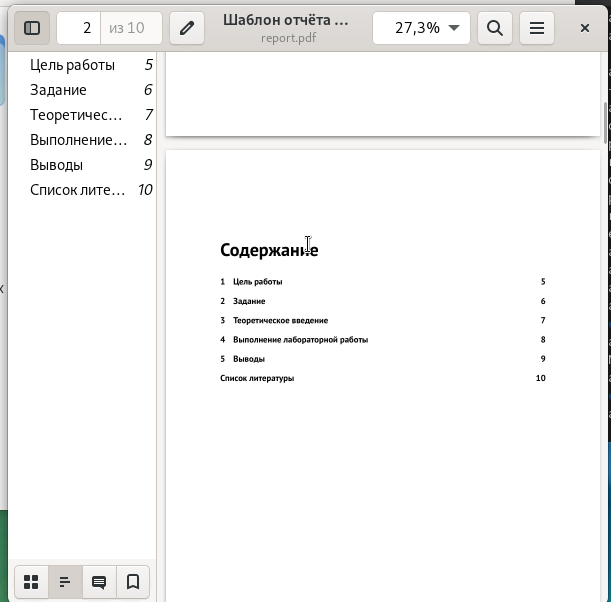 2 из 10
Шаблон отчёта ...
report.pdf
27,3%
Цель работы 5
Задание 6
Теоретичес... 7
Выполнение... 8
Выводы 9
Список лите... 10
Содержание
1 Цель работы 5
2 Задание 6
3 Теоретическое введение 7
4 Выполнение лабораторной работы 8
5 Выводы 9
Список литературы 10